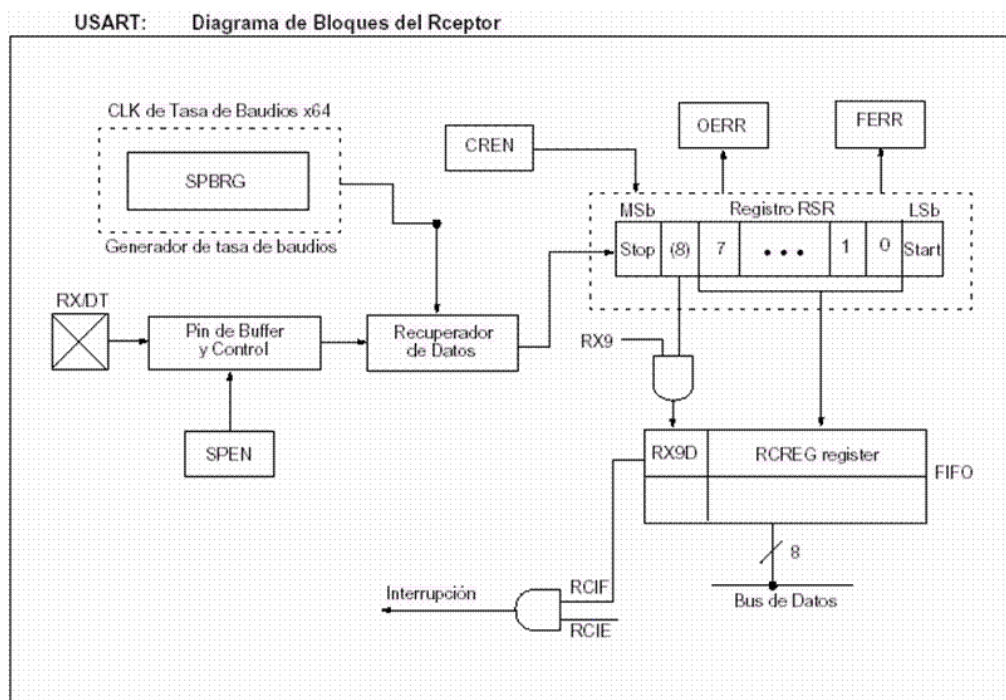 USART: Diagrama de Bloques del Rceptor
CLK de Tasa de Baudios x64
SPBRG
Generador de tasa de baudios
CREN
OERR
FERR
MSb Registro RSR LSb
Stop (8) 7 • • • 1 0 Start
RX/DT
Pin de Buffer
y Control
Recuperador
de Datos
RX9
SPEN
RX9D RCREG register
FIFO
8
Bus de Datos
Interrupción
RCIF
RCIE